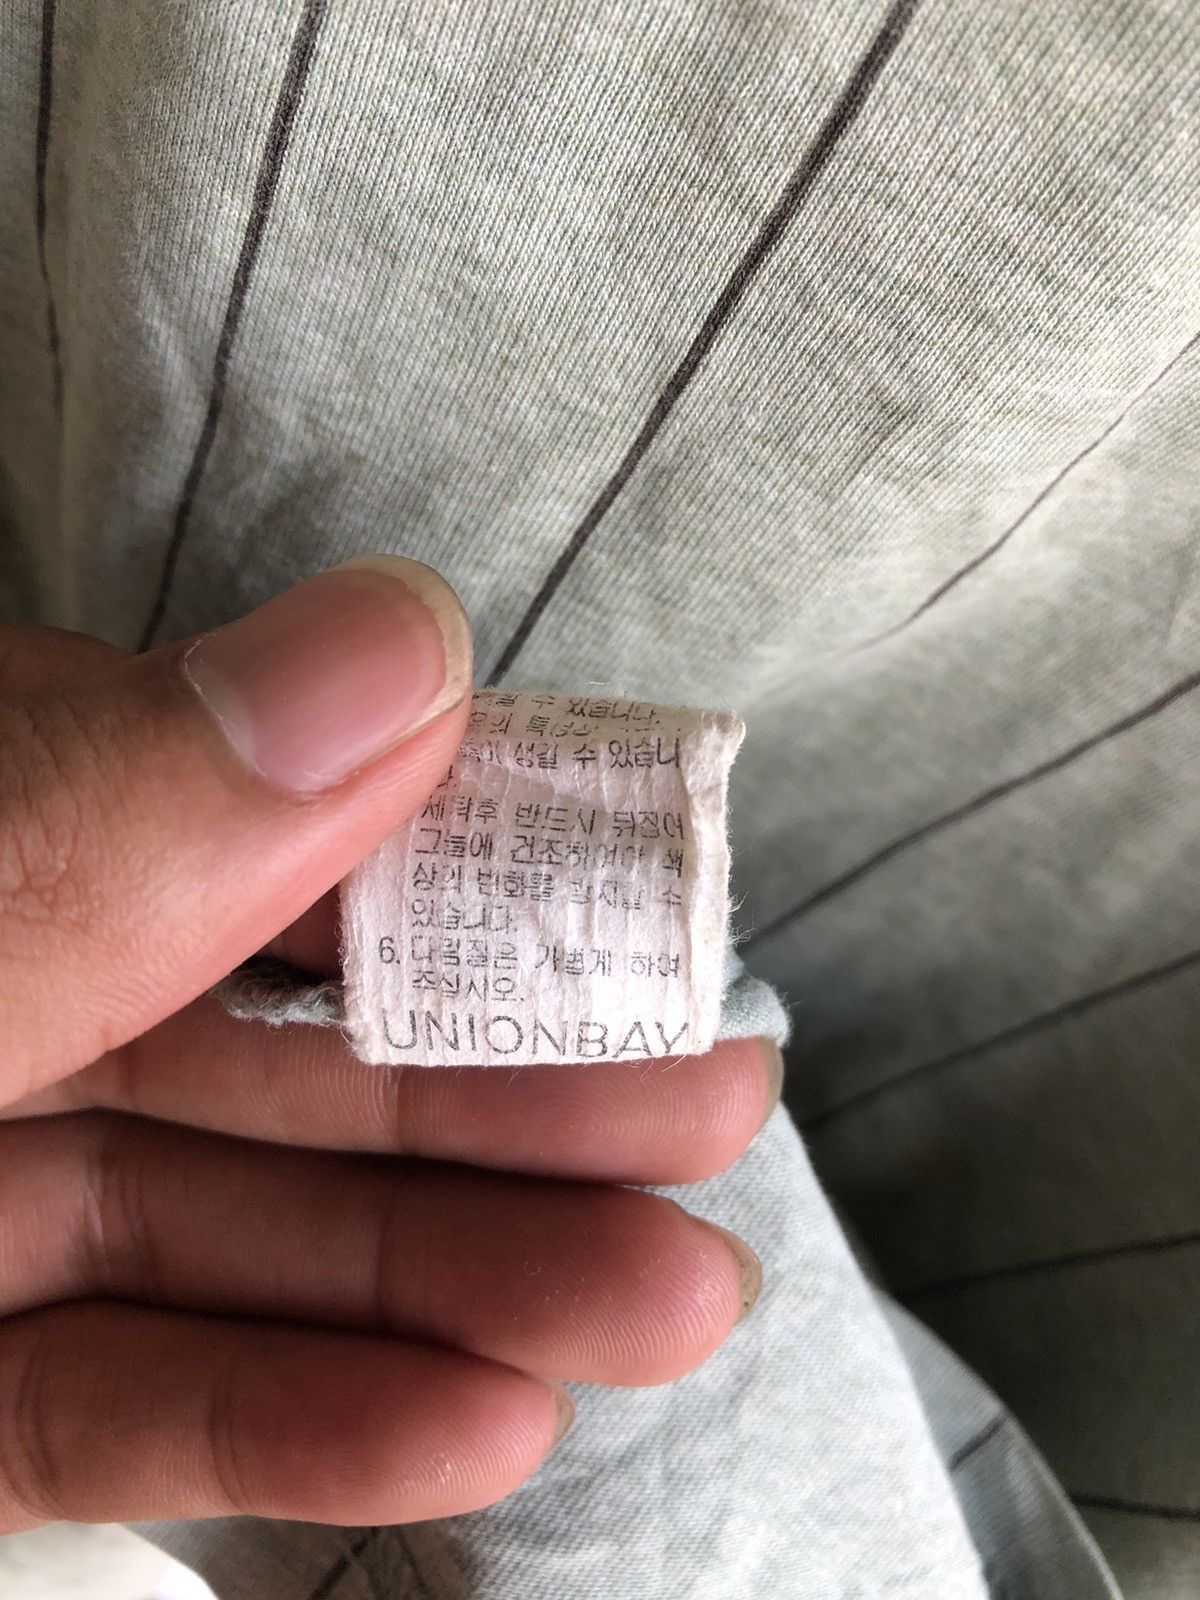 수 있습니다.
생길 수 있습니
다.
세탁후 반드시 뒤집어
그늘에 건조하여야 색
상의 변화를 방지할 수
있습니다.
6. 다림질은 가볍게 하여
주십시오.
UNIONBAY